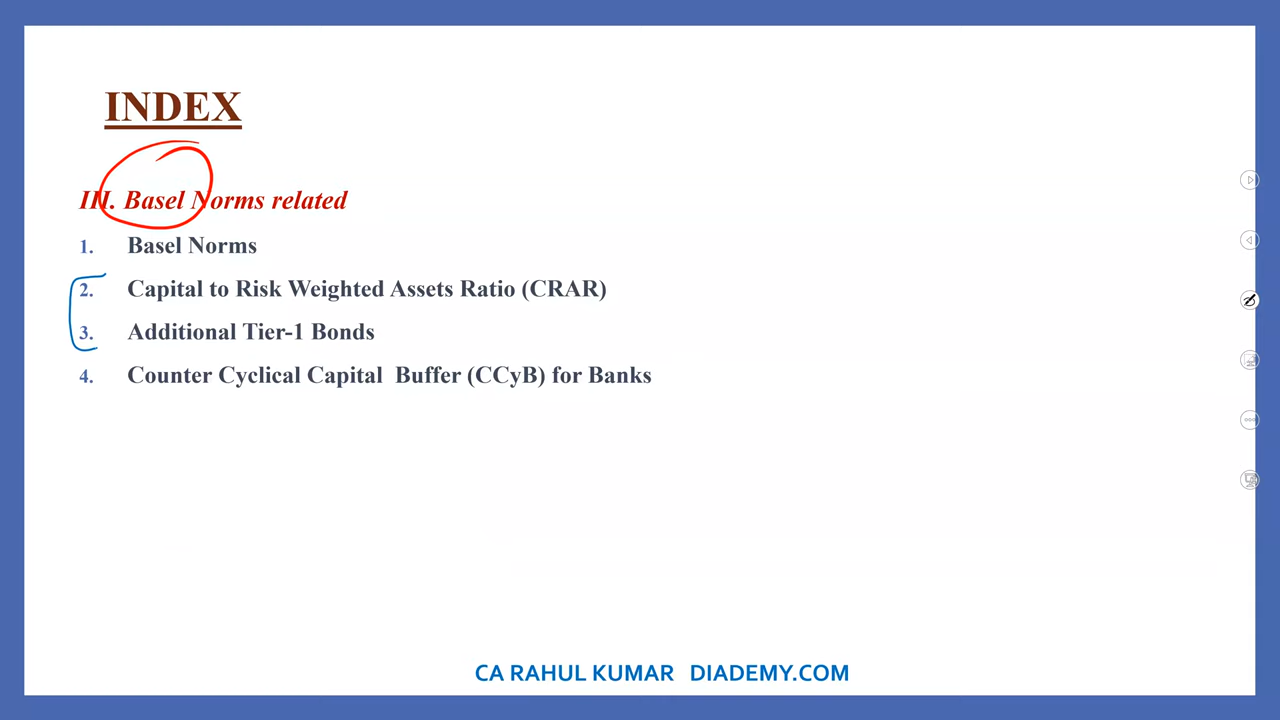 INDEX
III. Basel Norms related
1. Basel Norms
2. Capital to Risk Weighted Assets Ratio (CRAR)
3. Additional Tier-1 Bonds
4. Counter Cyclical Capital Buffer (CCyB) for Banks
CA RAHUL KUMAR DIADEMY.COM